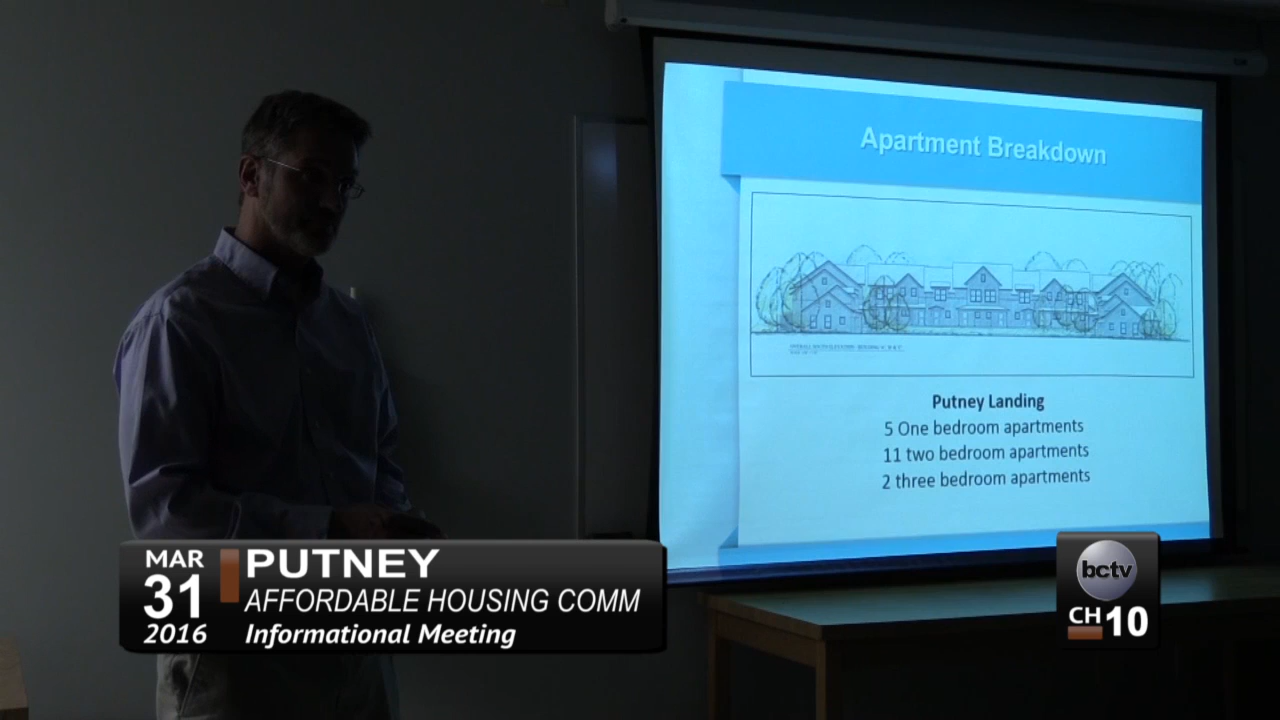 Apartment Breakdown
Putney Landing
5 One bedroom apartments
11 two bedroom apartments
2 three bedroom apartments
MAR
31
2016
PUTNEY
AFFORDABLE HOUSING COMM
Informational Meeting
bctv
CH 10